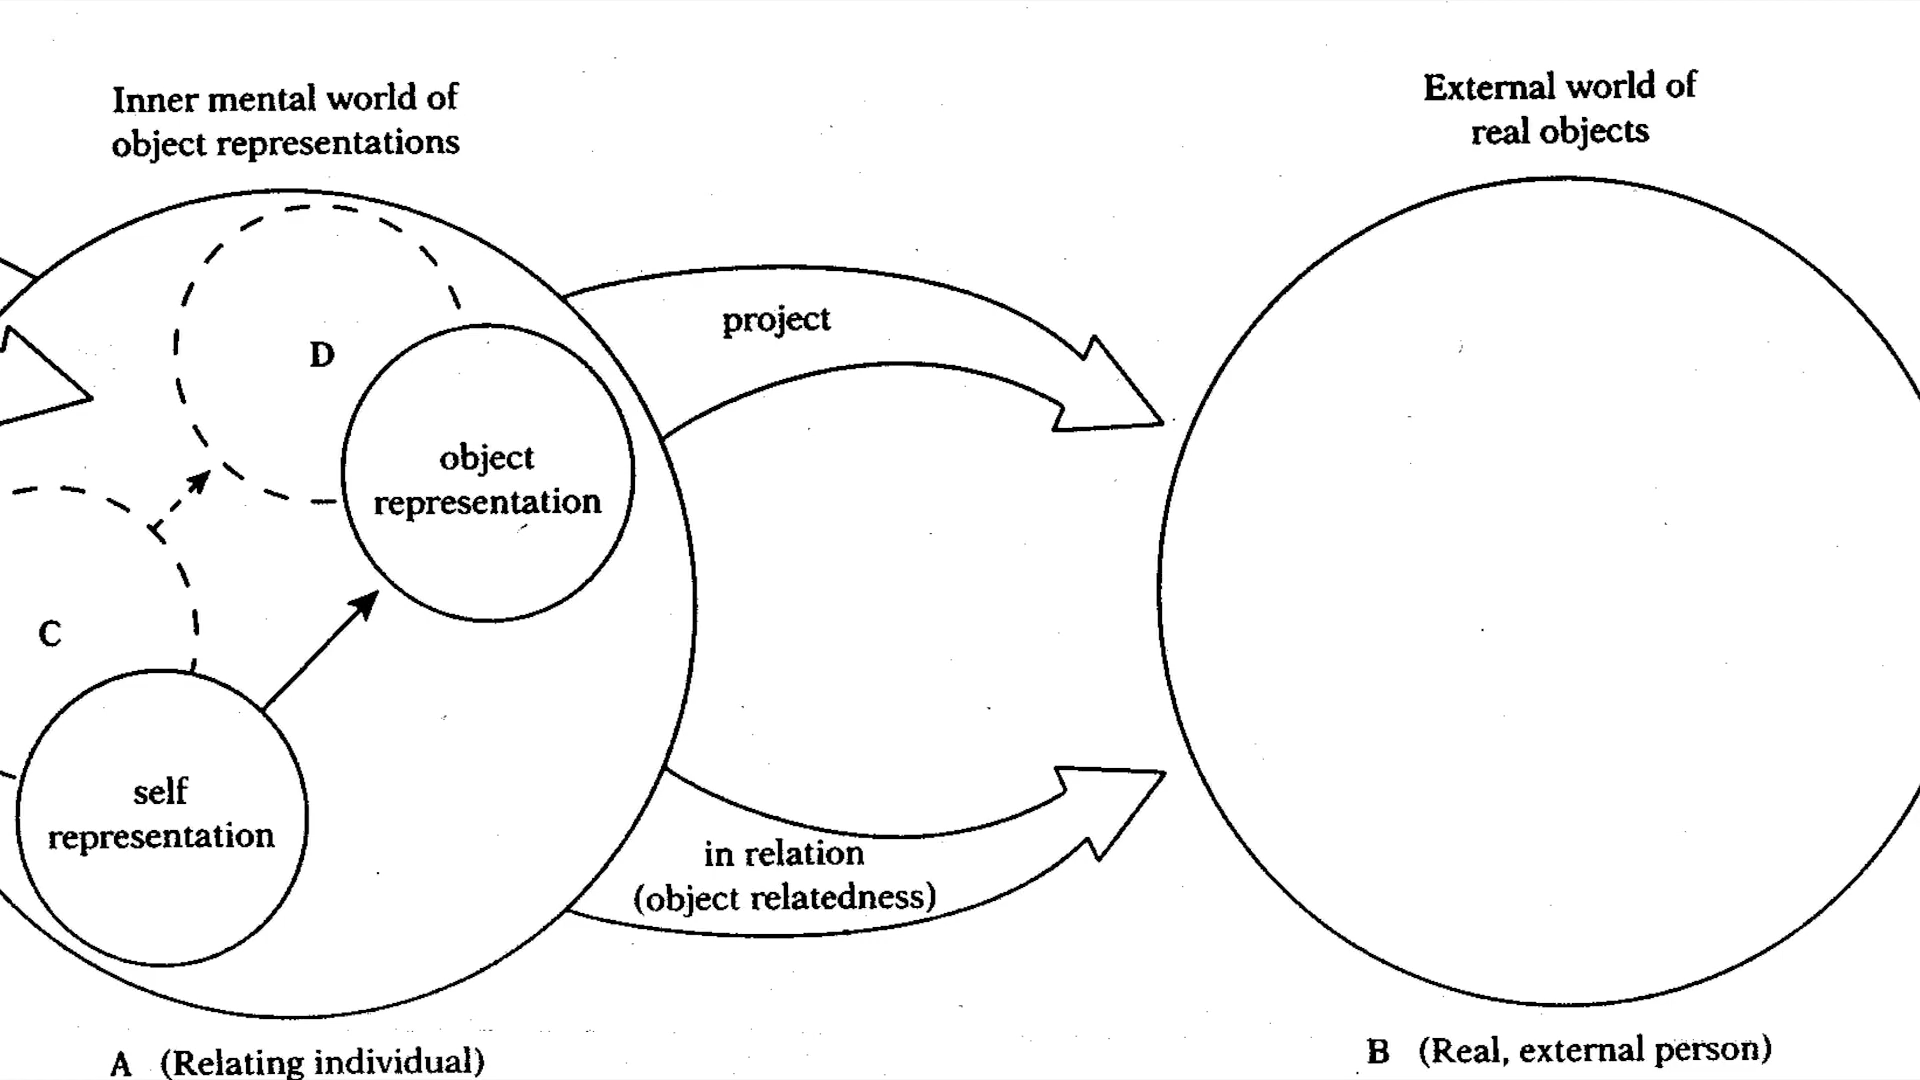 Inner mental world of
object representations
External world of
real objects
project
D
object
representation
C
self
representation
in relation
(object relatedness)
A (Relating individual)
B (Real, external person)